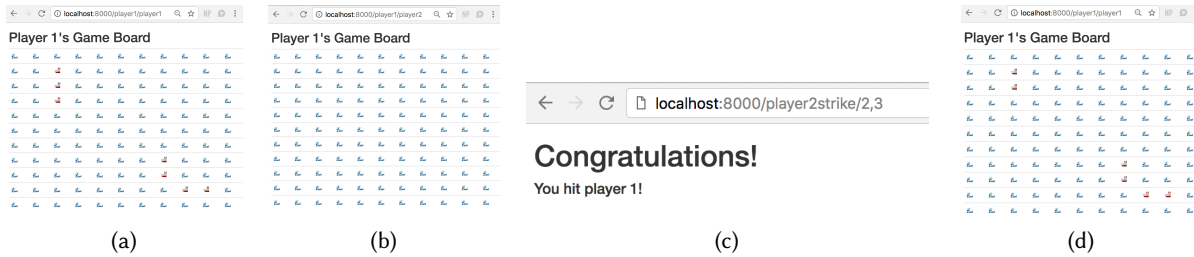 localhost:8000/player1/player1
Player 1's Game Board
(a)
localhost:8000/player1/player2
Player 1's Game Board
(b)
localhost:8000/player2strike/2,3
Congratulations!
You hit player 1!
(c)
localhost:8000/player1/player1
Player 1's Game Board
(d)